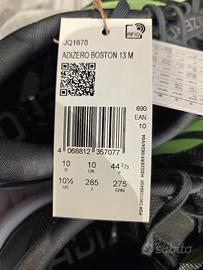 RFID
JQ1670
ADIZERO BOSTON 13 M
690
EAN
10
4 066812 357077
10 10 44 2/3
D UK F
10½ 285 275
US J CHN
subito